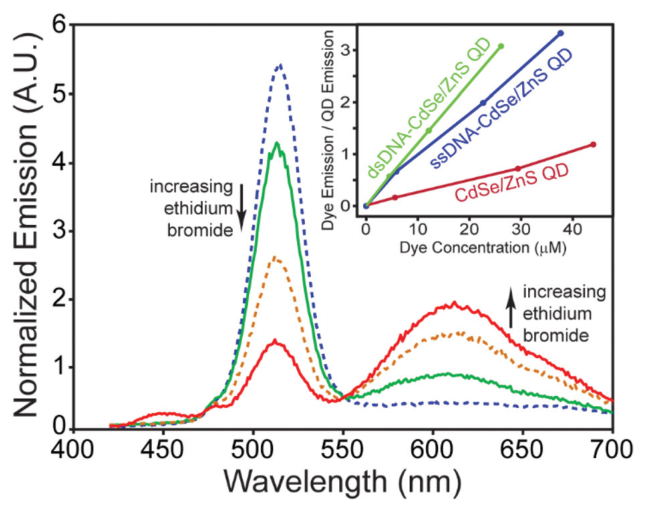 Normalized Emission (A.U.)
6
5
4
3
2
1
0
400
450
500
550
600
650
700
Wavelength (nm)
increasing
ethidium
bromide
increasing
ethidium
bromide
Dye Emission / QD Emission
3
2
1
0
0
10
20
30
40
Dye Concentration (μM)
dsDNA-CdSe/ZnS QD
ssDNA-CdSe/ZnS QD
CdSe/ZnS QD